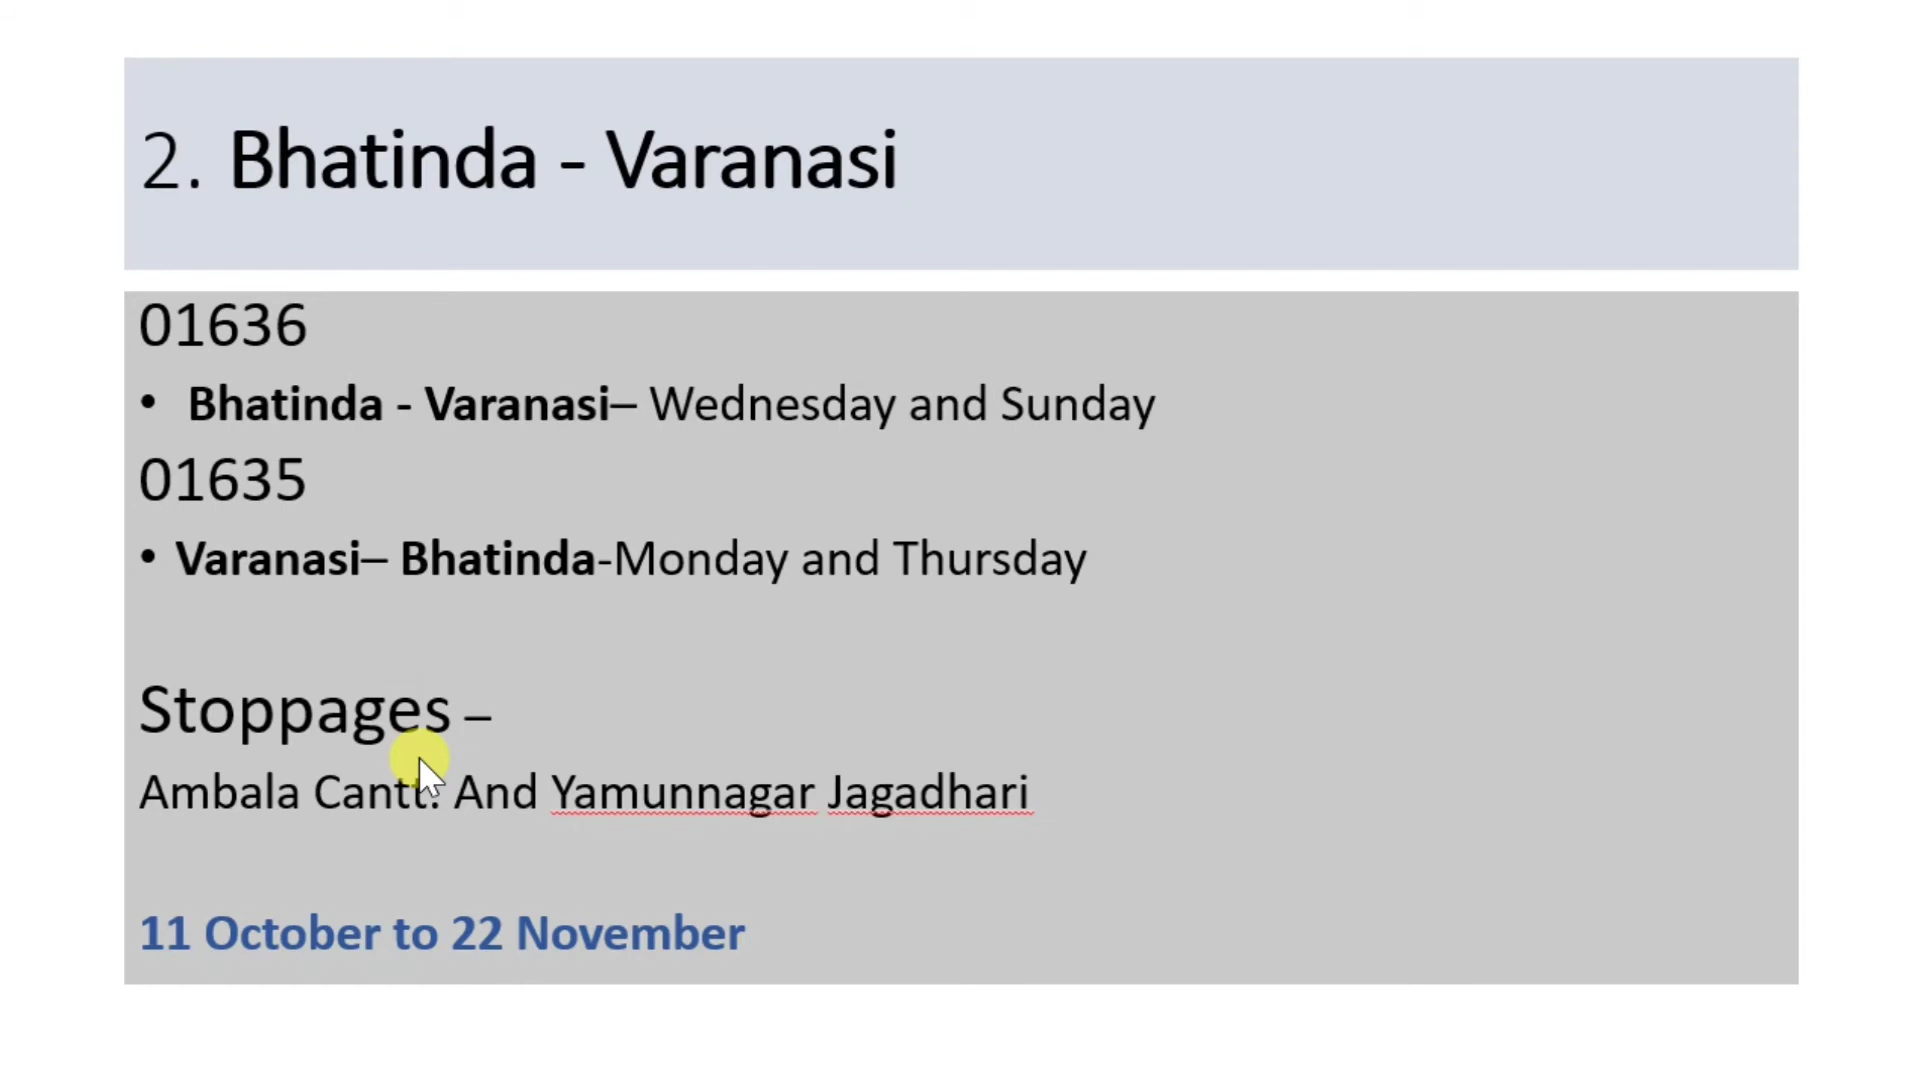 2. Bhatinda - Varanasi
01636
• Bhatinda - Varanasi– Wednesday and Sunday
01635
• Varanasi– Bhatinda-Monday and Thursday
Stoppages –
Ambala Cantt. And Yamunnagar Jagadhari
11 October to 22 November